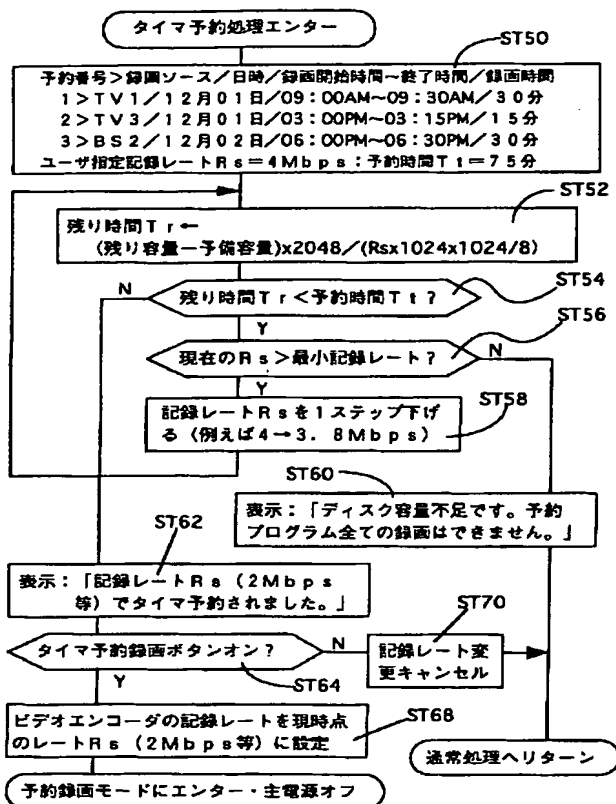 タイマ予約処理エンター
ST50
予約番号>録画ソース/日時/録画開始時間~終了時間/録画時間
1>TV1/12月01日/09:00AM~09:30AM/30分
2>TV3/12月01日/03:00PM~03:15PM/15分
3>BS2/12月02日/06:00PM~06:30PM/30分
ユーザ指定記録レートRs=4Mbps:予約時間Tt=75分
ST52
残り時間Tr←
(残り容量-予備容量)x2048/(Rsx1024x1024/8)
ST54
N
残り時間Tr<予約時間Tt?
Y
ST56
現在のRs>最小記録レート?
N
Y
ST58
記録レートRsを1ステップ下げ
る(例えば4→3.8Mbps)
ST60
表示:「ディスク容量不足です。予約
プログラム全ての録画はできません。」
ST62
表示:「記録レートRs(2Mbps
等)でタイマ予約されました。」
ST70
タイマ予約録画ボタンオン?
N
記録レート変
更キャンセル
Y
ST64
ST68
ビデオエンコーダの記録レートを現時点
のレートRs(2Mbps等)に設定
通常処理へリターン
予約録画モードにエンター・主電源オフ